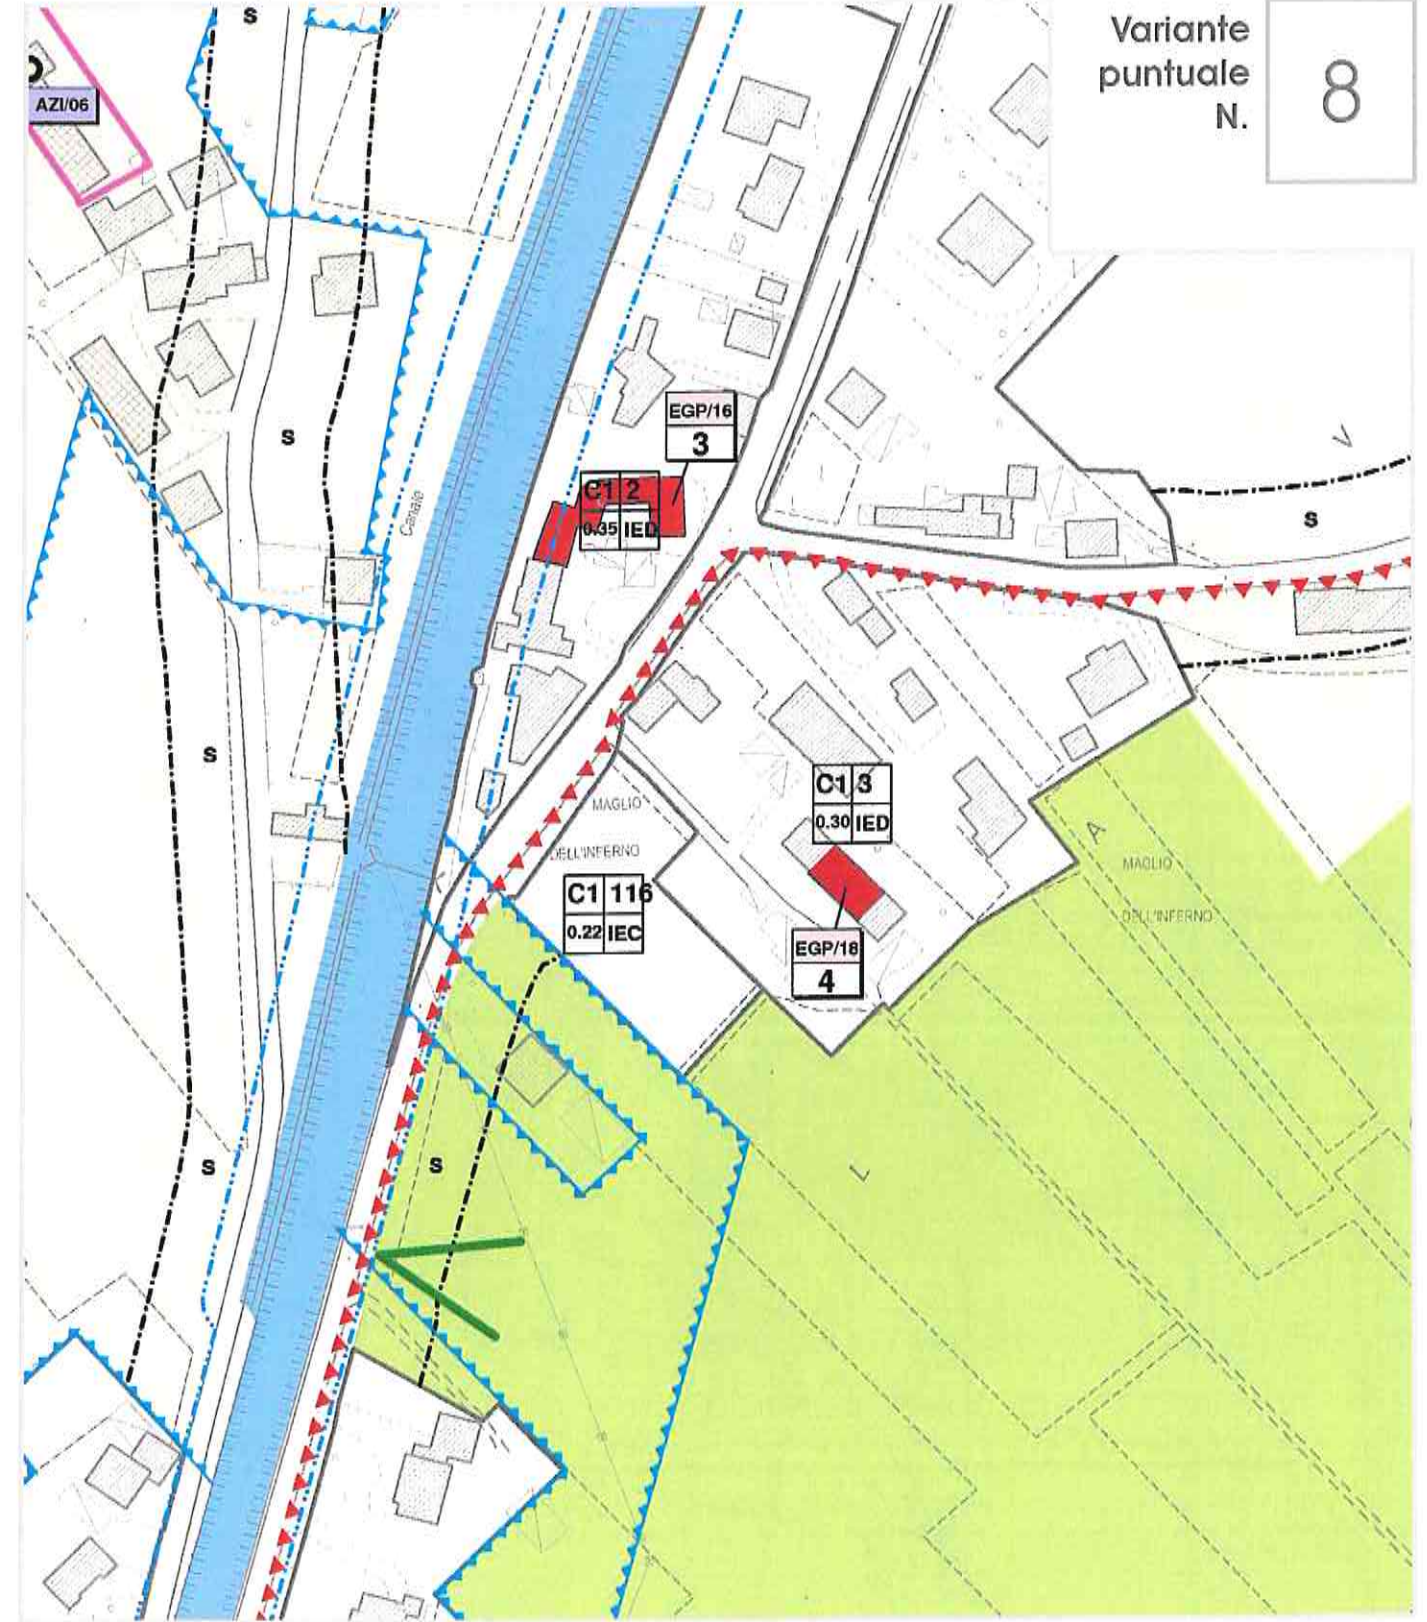 Variante
puntuale
N.
8
S
AZI/06
EGP/16
3
C1 2
0.35 IED
S
Canale
V
S
S
C1 3
0.30 IED
MAGLIO
DELL'INFERNO
A
MAGLIO
DELL'INFERNO
C1 116
0.22 IEC
EGP/18
4
S
S
L